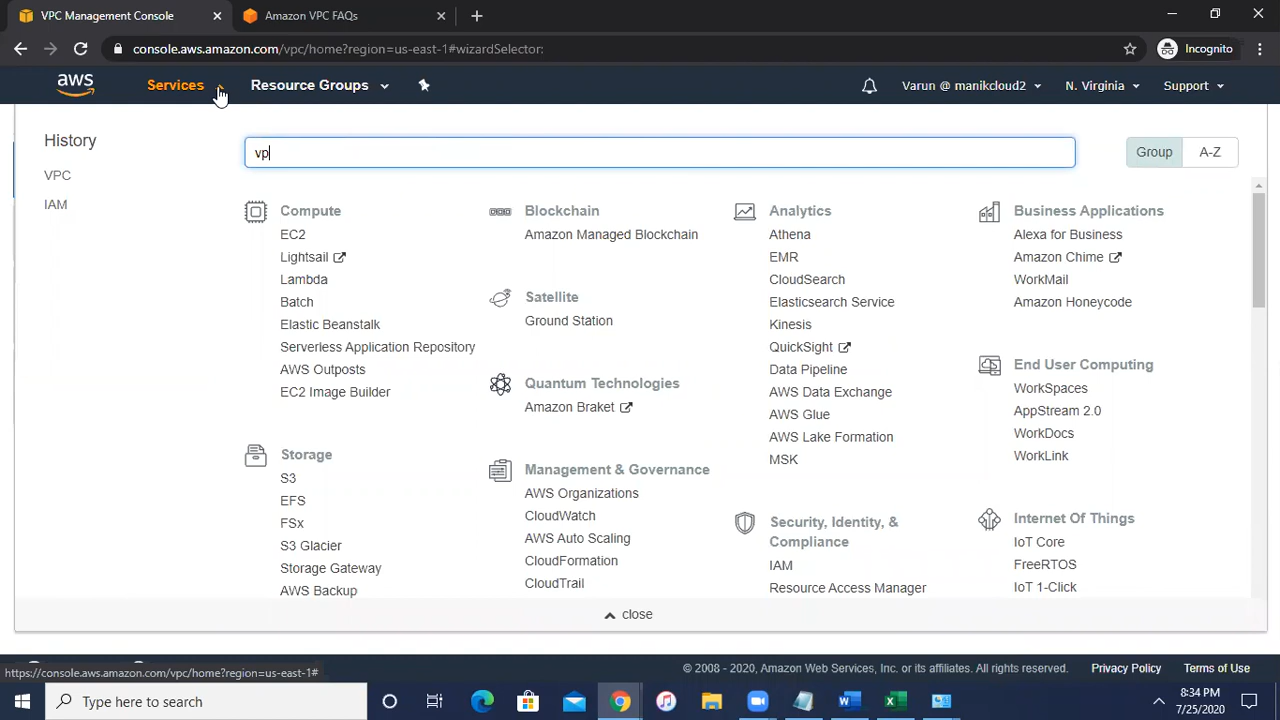 VPC Management Console
Amazon VPC FAQs
console.aws.amazon.com/vpc/home?region=us-east-1#wizardSelector:
Incognito
aws
Services
Resource Groups
Varun @ manikcloud2
N. Virginia
Support
History
VPC
IAM
vp
Group
A-Z
Compute
EC2
Lightsail
Lambda
Batch
Elastic Beanstalk
Serverless Application Repository
AWS Outposts
EC2 Image Builder
Storage
S3
EFS
FSx
S3 Glacier
Storage Gateway
AWS Backup
Blockchain
Amazon Managed Blockchain
Satellite
Ground Station
Quantum Technologies
Amazon Braket
Management & Governance
AWS Organizations
CloudWatch
AWS Auto Scaling
CloudFormation
CloudTrail
Analytics
Athena
EMR
CloudSearch
Elasticsearch Service
Kinesis
QuickSight
Data Pipeline
AWS Data Exchange
AWS Glue
AWS Lake Formation
MSK
Security, Identity, &
Compliance
IAM
Resource Access Manager
Business Applications
Alexa for Business
Amazon Chime
WorkMail
Amazon Honeycode
End User Computing
WorkSpaces
AppStream 2.0
WorkDocs
WorkLink
Internet Of Things
IoT Core
FreeRTOS
IoT 1-Click
close
https://console.aws.amazon.com/vpc/home?region=us-east-1#
© 2008 - 2020, Amazon Web Services, Inc. or its affiliates. All rights reserved.
Privacy Policy
Terms of Use
Type here to search
8:34 PM
7/25/2020